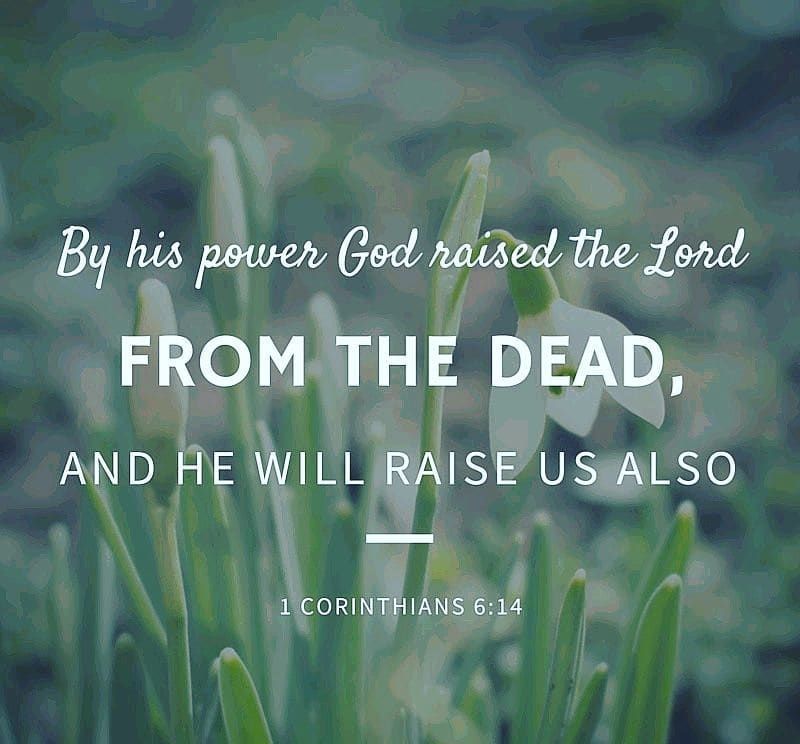 By his power God raised the Lord
FROM THE DEAD,
AND HE WILL RAISE US ALSO
1 CORINTHIANS 6:14